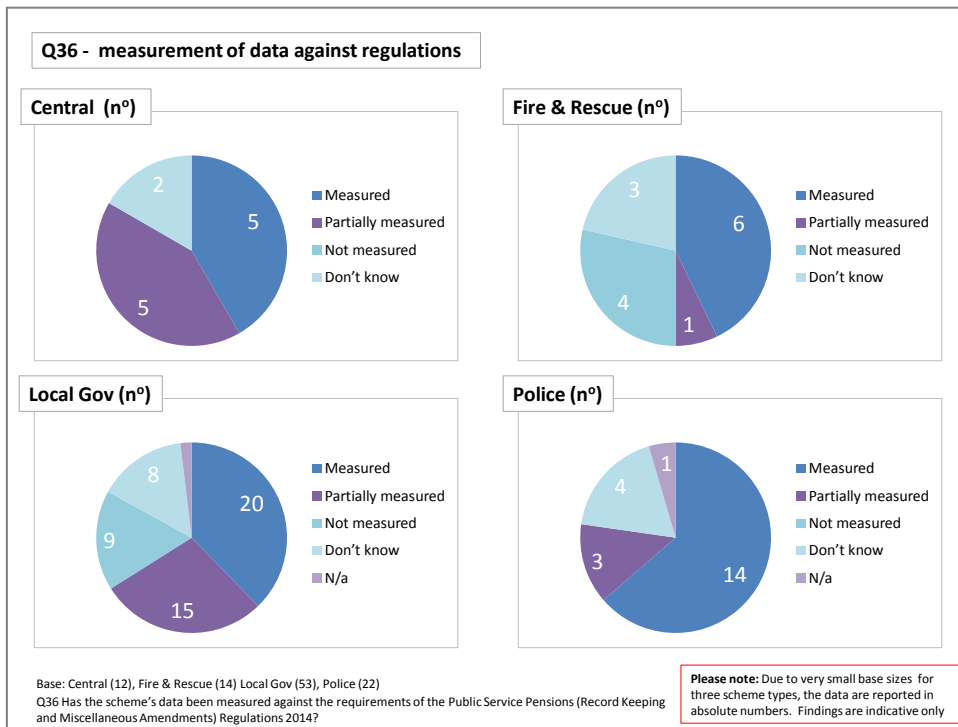 Q36 - measurement of data against regulations
Central (nº)
2
5
5
Measured
Partially measured
Not measured
Don't know
Fire & Rescue (nº)
3
6
4
1
Measured
Partially measured
Not measured
Don't know
Local Gov (nº)
8
20
9
15
Measured
Partially measured
Not measured
Don't know
N/a
Police (nº)
1
4
3
14
Measured
Partially measured
Not measured
Don't know
N/a
Base: Central (12), Fire & Rescue (14) Local Gov (53), Police (22)
Q36 Has the scheme's data been measured against the requirements of the Public Service Pensions (Record Keeping
and Miscellaneous Amendments) Regulations 2014?
Please note: Due to very small base sizes for
three scheme types, the data are reported in
absolute numbers. Findings are indicative only